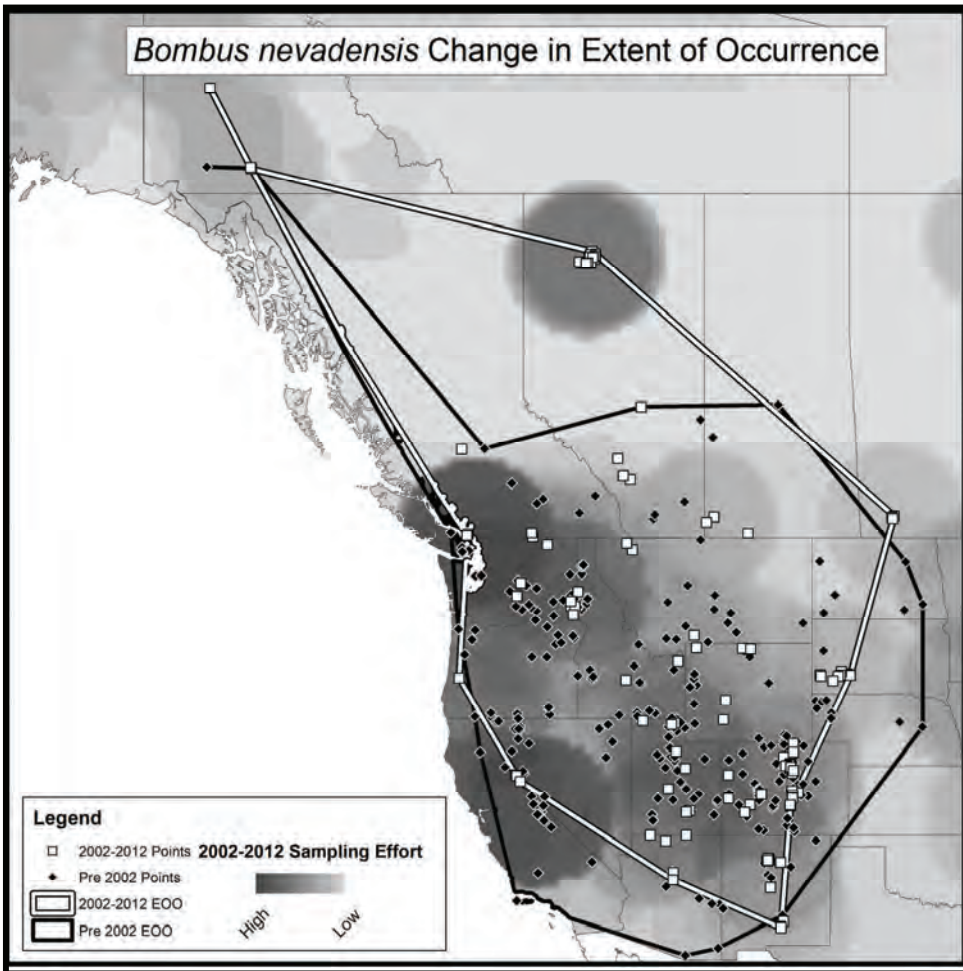 Bombus nevadensis Change in Extent of Occurrence
Legend
2002-2012 Points
Pre 2002 Points
2002-2012 EOO
Pre 2002 EOO
2002-2012 Sampling Effort
High
Low